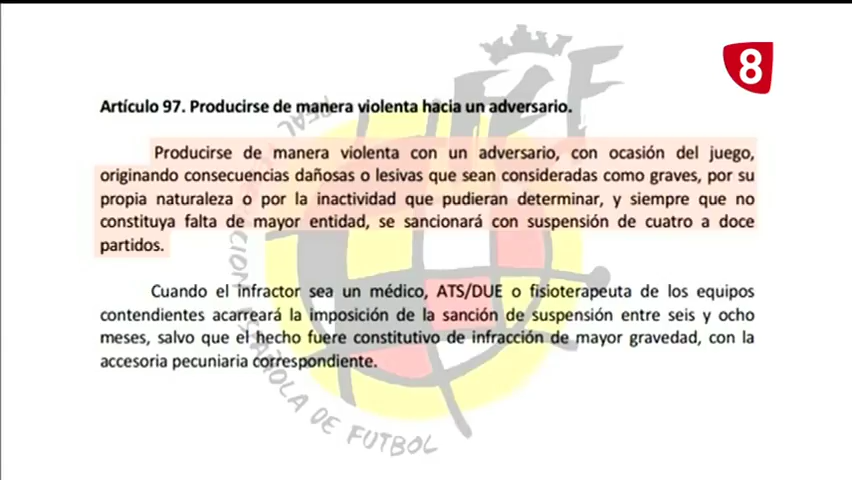 8
Artículo 97. Producirse de manera violenta hacia un adversario.
Producirse de manera violenta con un adversario, con ocasión del juego,
originando consecuencias dañosas o lesivas que sean consideradas como graves, por su
propia naturaleza o por la inactividad que pudieran determinar, y siempre que no
constituya falta de mayor entidad, se sancionará con suspensión de cuatro a doce
partidos.
Cuando el infractor sea un médico, ATS/DUE o fisioterapeuta de los equipos
contendientes acarreará la imposición de la sanción de suspensión entre seis y ocho
meses, salvo que el hecho fuere constitutivo de infracción de mayor gravedad, con la
accesoria pecuniaria correspondiente.
REAL
ESPAÑOLA DE FUTBOL